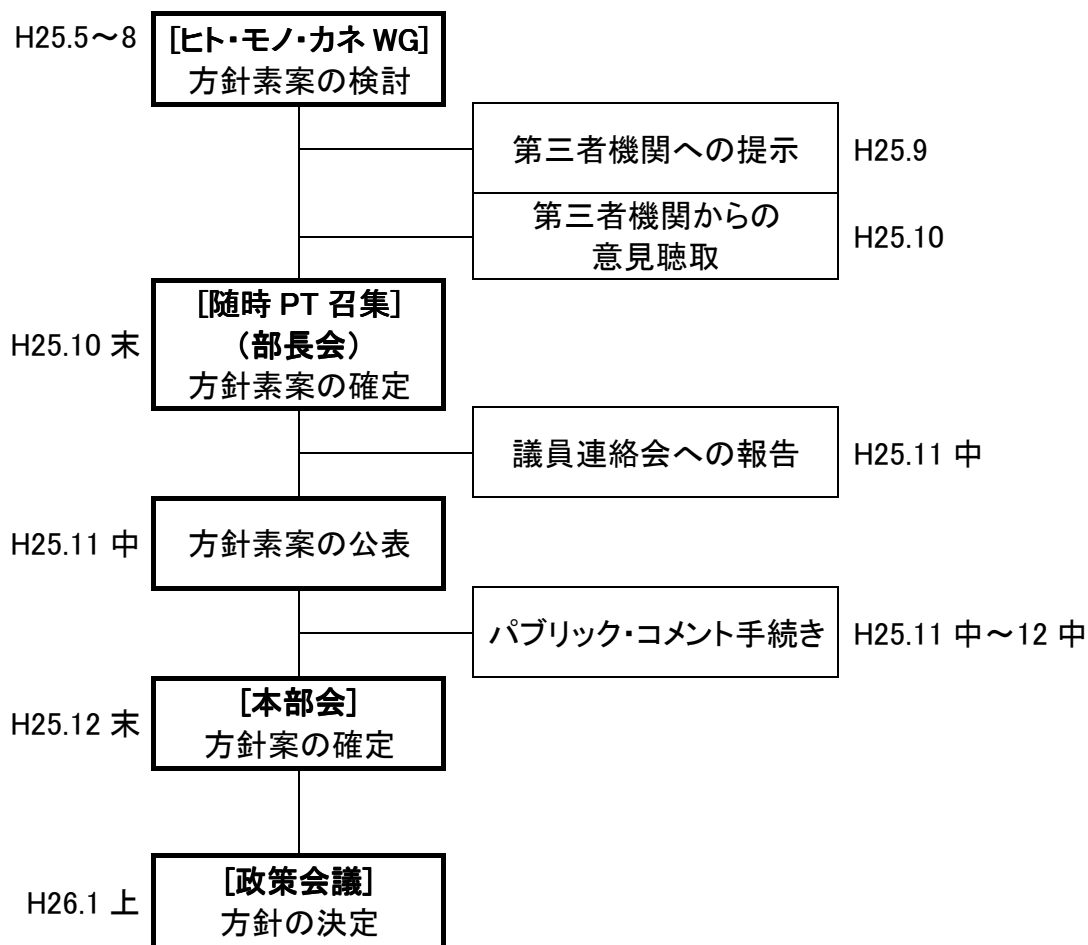 H25.5～8
[ヒト・モノ・カネ WG]
方針素案の検討
第三者機関への提示
H25.9
第三者機関からの
意見聴取
H25.10
[随時 PT 召集]
（部長会）
方針素案の確定
H25.10 末
議員連絡会への報告
H25.11 中
H25.11 中
方針素案の公表
パブリック・コメント手続き
H25.11 中～12 中
[本部会]
方針案の確定
H25.12 末
[政策会議]
方針の決定
H26.1 上